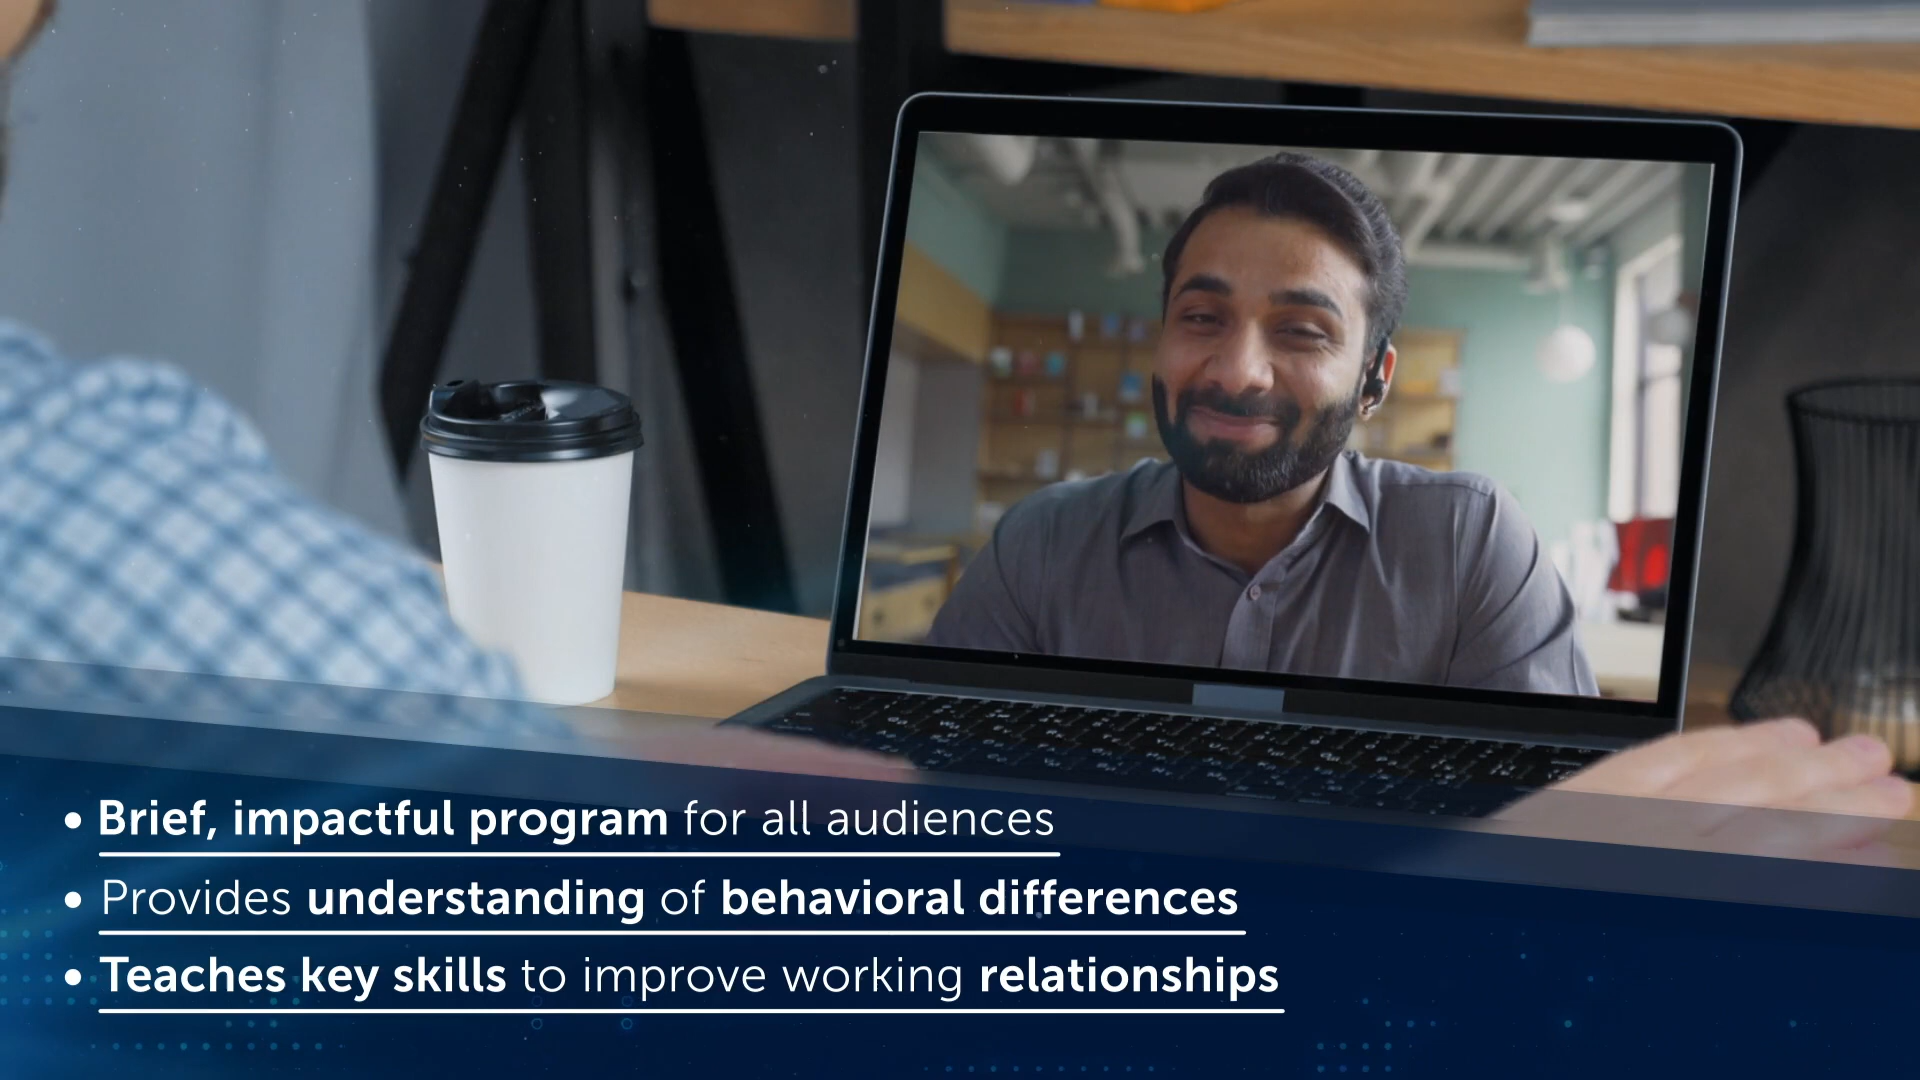 • Brief, impactful program for all audiences
• Provides understanding of behavioral differences
• Teaches key skills to improve working relationships